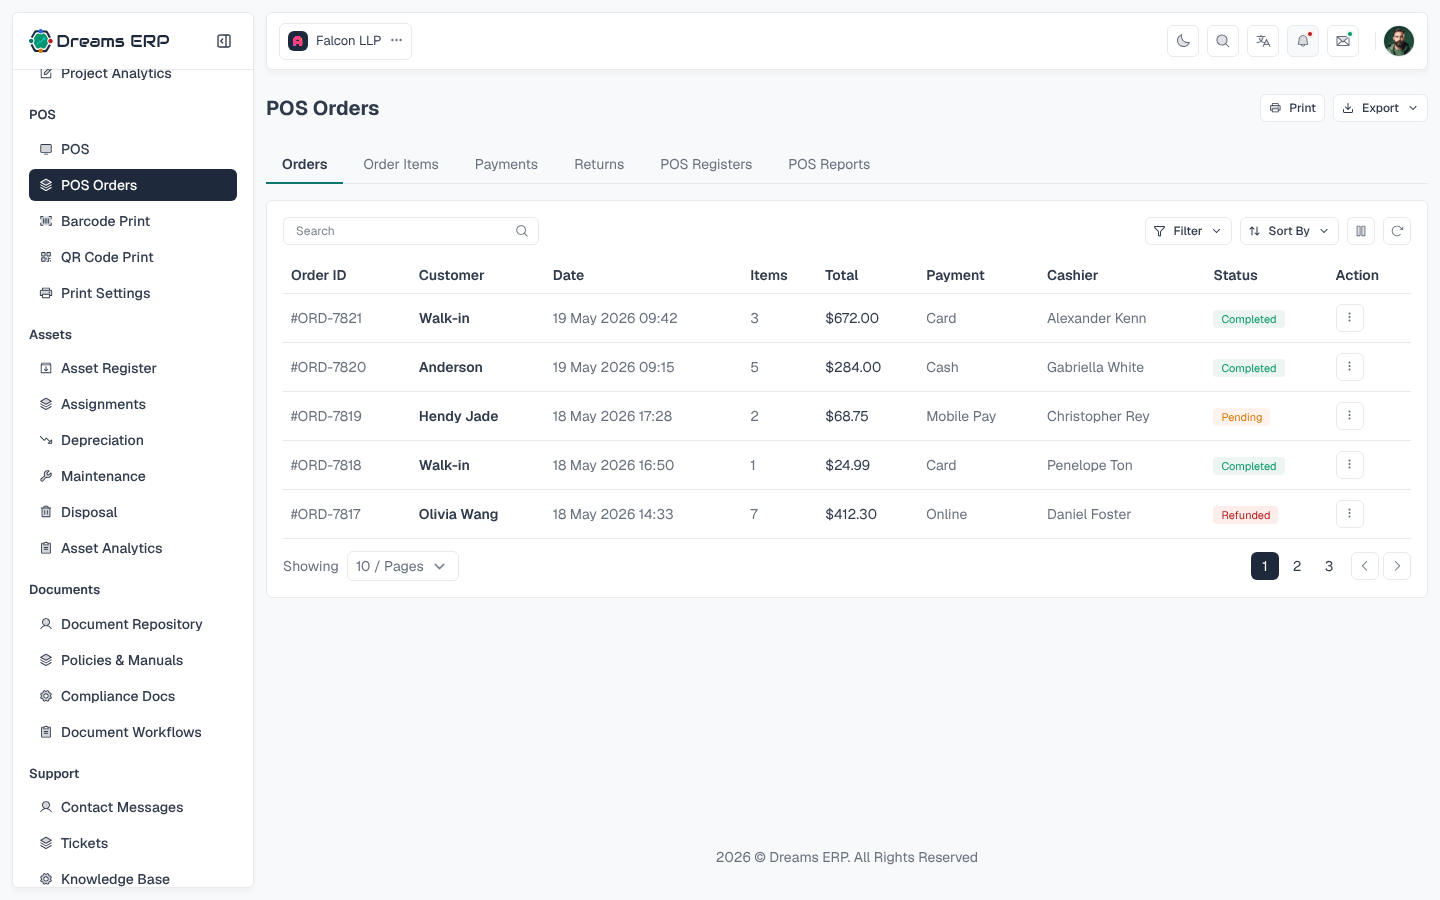 Dreams ERP
Project Analytics
POS
POS
POS Orders
Barcode Print
QR Code Print
Print Settings
Assets
Asset Register
Assignments
Depreciation
Maintenance
Disposal
Asset Analytics
Documents
Document Repository
Policies & Manuals
Compliance Docs
Document Workflows
Support
Contact Messages
Tickets
Knowledge Base
Falcon LLP ···
POS Orders
Print
Export
Orders Order Items Payments Returns POS Registers POS Reports
Search
Filter
Sort By
Order ID Customer Date Items Total Payment Cashier Status Action
#ORD-7821 Walk-in 19 May 2026 09:42 3 $672.00 Card Alexander Kenn Completed
#ORD-7820 Anderson 19 May 2026 09:15 5 $284.00 Cash Gabriella White Completed
#ORD-7819 Hendy Jade 18 May 2026 17:28 2 $68.75 Mobile Pay Christopher Rey Pending
#ORD-7818 Walk-in 18 May 2026 16:50 1 $24.99 Card Penelope Ton Completed
#ORD-7817 Olivia Wang 18 May 2026 14:33 7 $412.30 Online Daniel Foster Refunded
Showing 10 / Pages
1 2 3
2026 © Dreams ERP. All Rights Reserved